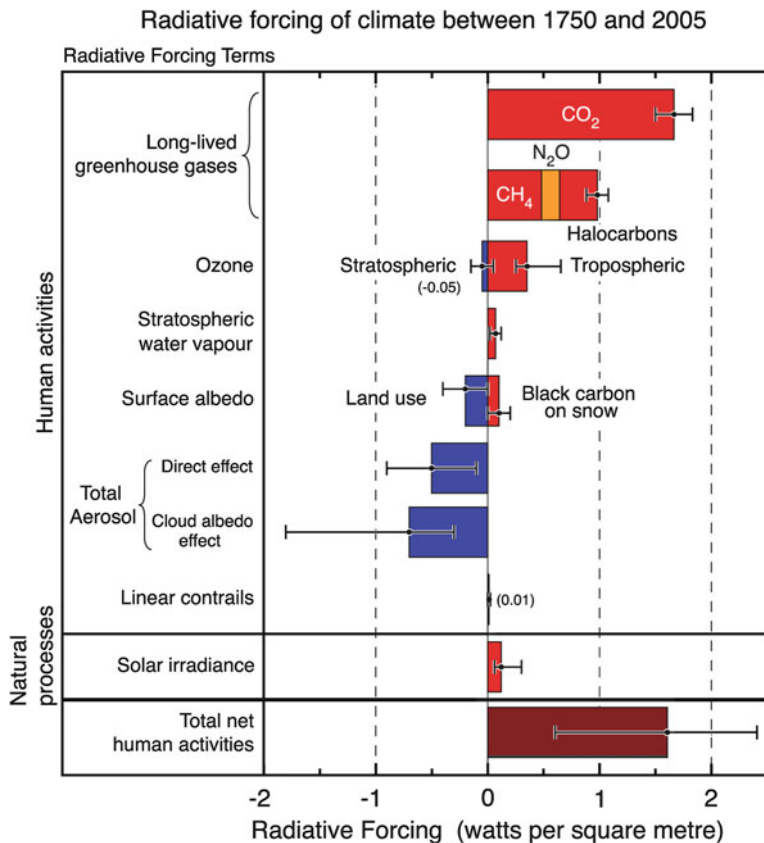 Radiative forcing of climate between 1750 and 2005
Radiative Forcing Terms
Human activities
Long-lived
greenhouse gases
CO₂
N₂O
CH₄
Halocarbons
Ozone
Stratospheric
(-0.05)
Tropospheric
Stratospheric
water vapour
Surface albedo
Land use
Black carbon
on snow
Total
Aerosol
Direct effect
Cloud albedo
effect
Linear contrails
(0.01)
Natural
processes
Solar irradiance
Total net
human activities
-2 -1 0 1 2
Radiative Forcing (watts per square metre)